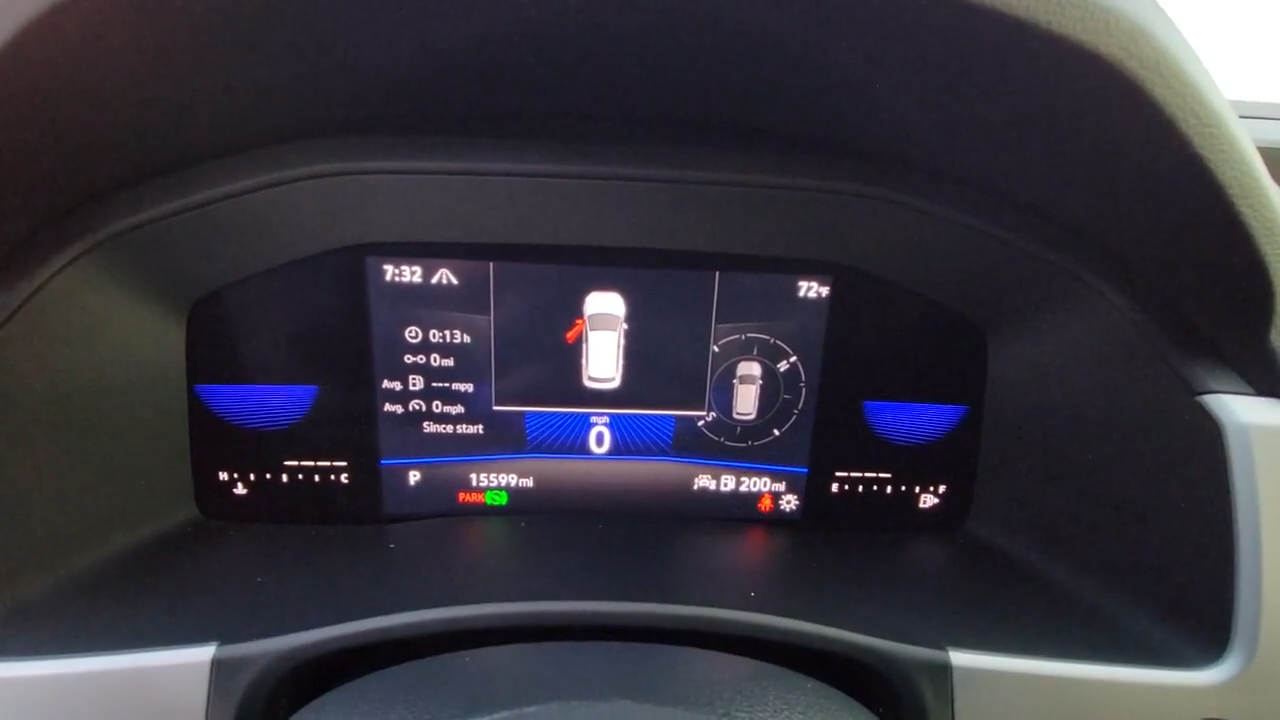 7:32
72°F
0:13 h
0 mi
Avg. --- mpg
Avg. 0 mph
Since start
mph
0
N
S
P
15599 mi
200 mi
PARK (S)
H C
E F